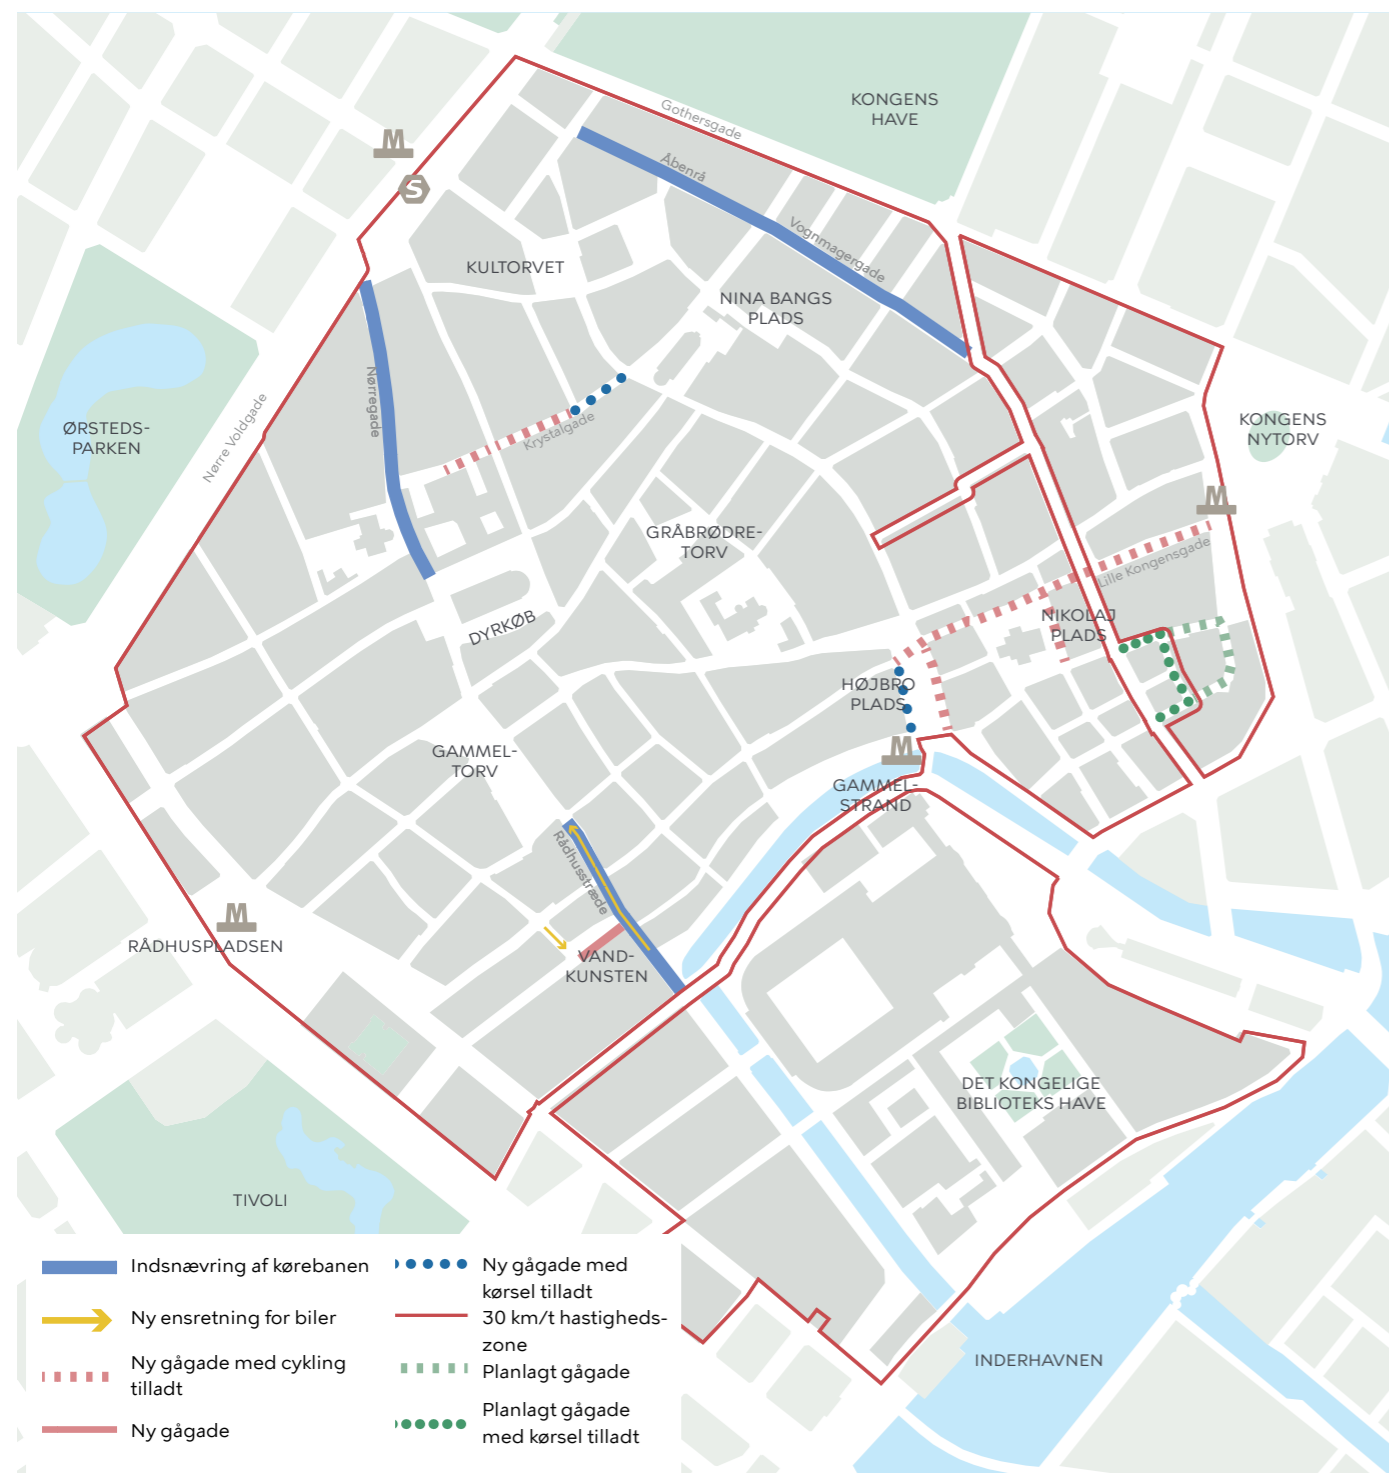 KONGENS
HAVE
Gothersgade
M
Åbenrå
S
Vognmagergade
KULTORVET
NINA BANGS
PLADS
Nørregade
Nørre Voldgade
ØRSTEDS-
PARKEN
Krystalgade
KONGENS
NYTORV
M
GRÅBRØDRE-
TORV
Lille Kongensgade
DYRKØB
NIKOLAJ
PLADS
HØJBRO
PLADS
M
GAMMEL-
TORV
GAMMEL-
STRAND
Rådhusstræde
M
RÅDHUSPLADSEN
VAND-
KUNSTEN
DET KONGELIGE
BIBLIOTEKS HAVE
TIVOLI
INDERHAVNEN
Indsnævring af kørebanen
Ny ensretning for biler
Ny gågade med cykling
tilladt
Ny gågade
Ny gågade med
kørsel tilladt
30 km/t hastigheds-
zone
Planlagt gågade
Planlagt gågade
med kørsel tilladt